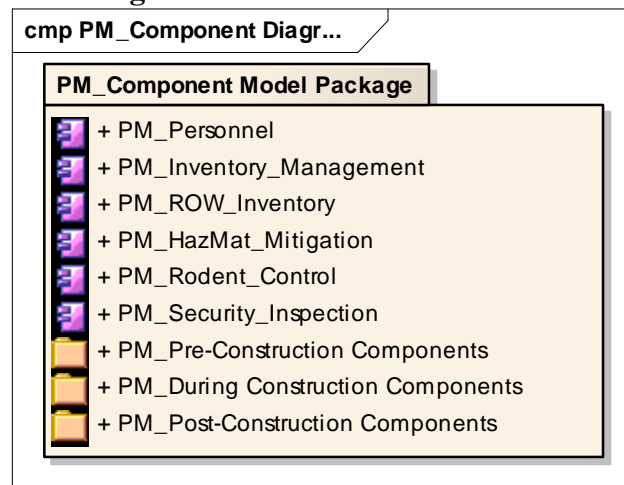 cmp PM_Component Diagr...
PM_Component Model Package
+ PM_Personnel
+ PM_Inventory_Management
+ PM_ROW_Inventory
+ PM_HazMat_Mitigation
+ PM_Rodent_Control
+ PM_Security_Inspection
+ PM_Pre-Construction Components
+ PM_During Construction Components
+ PM_Post-Construction Components